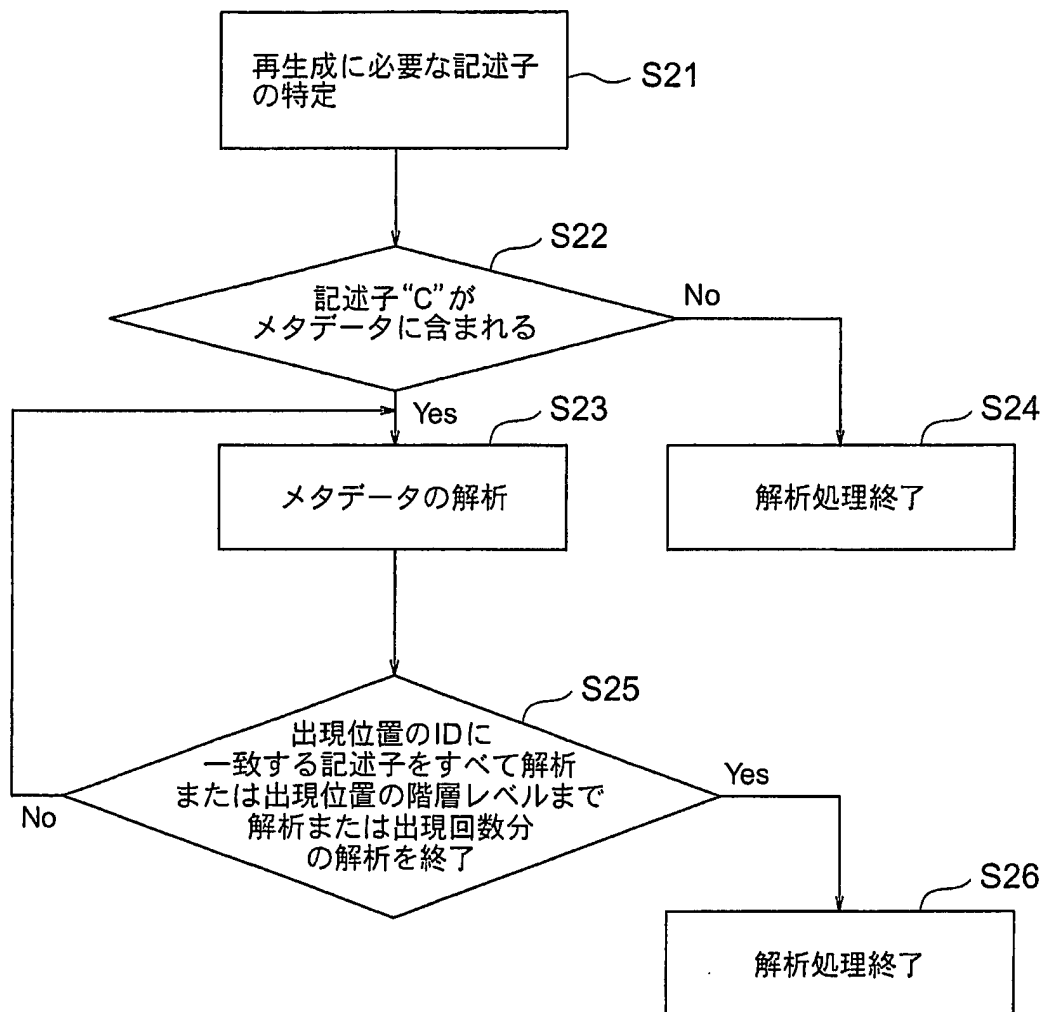 再生成に必要な記述子
の特定
S21
S22
記述子“C”が
メタデータに含まれる
No
Yes
S23
メタデータの解析
S24
解析処理終了
S25
出現位置のIDに
一致する記述子をすべて解析
または出現位置の階層レベルまで
解析または出現回数分
の解析を終了
No
Yes
S26
解析処理終了